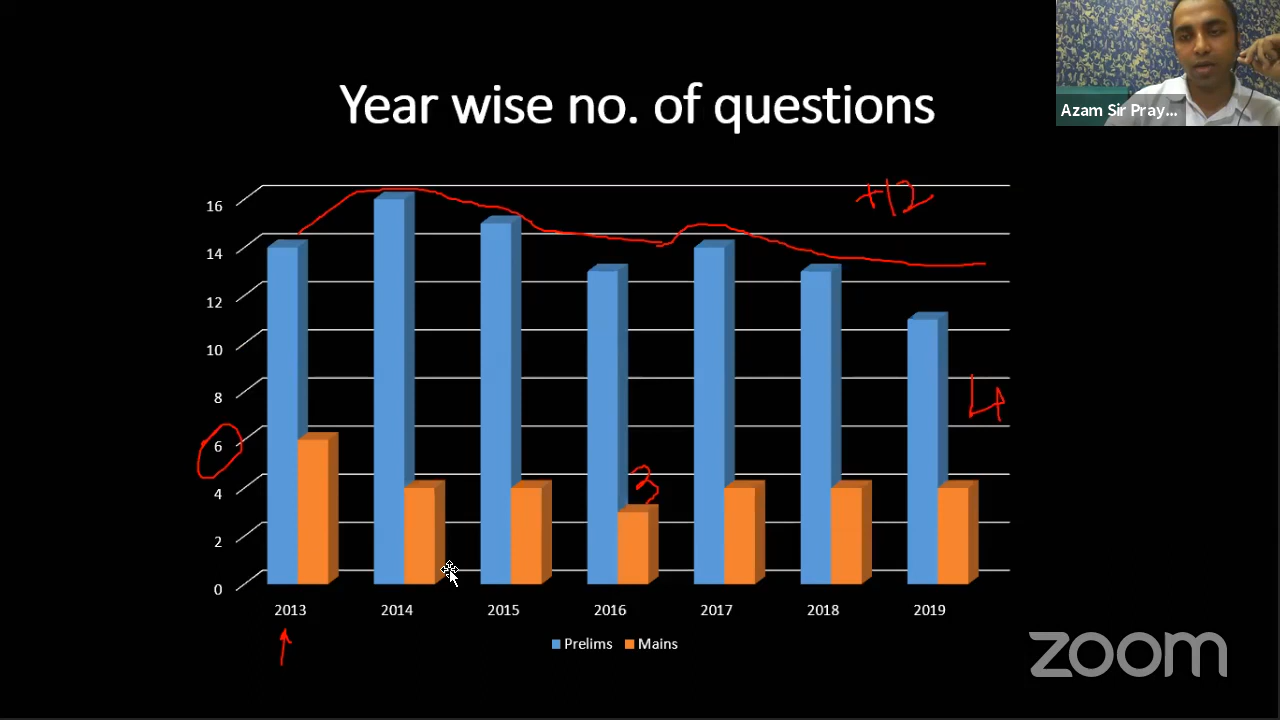 Azam Sir Pray...
Year wise no. of questions
+12
16
14
12
10
8
6
4
2
0
4
3
2013 2014 2015 2016 2017 2018 2019
Prelims Mains
zoom